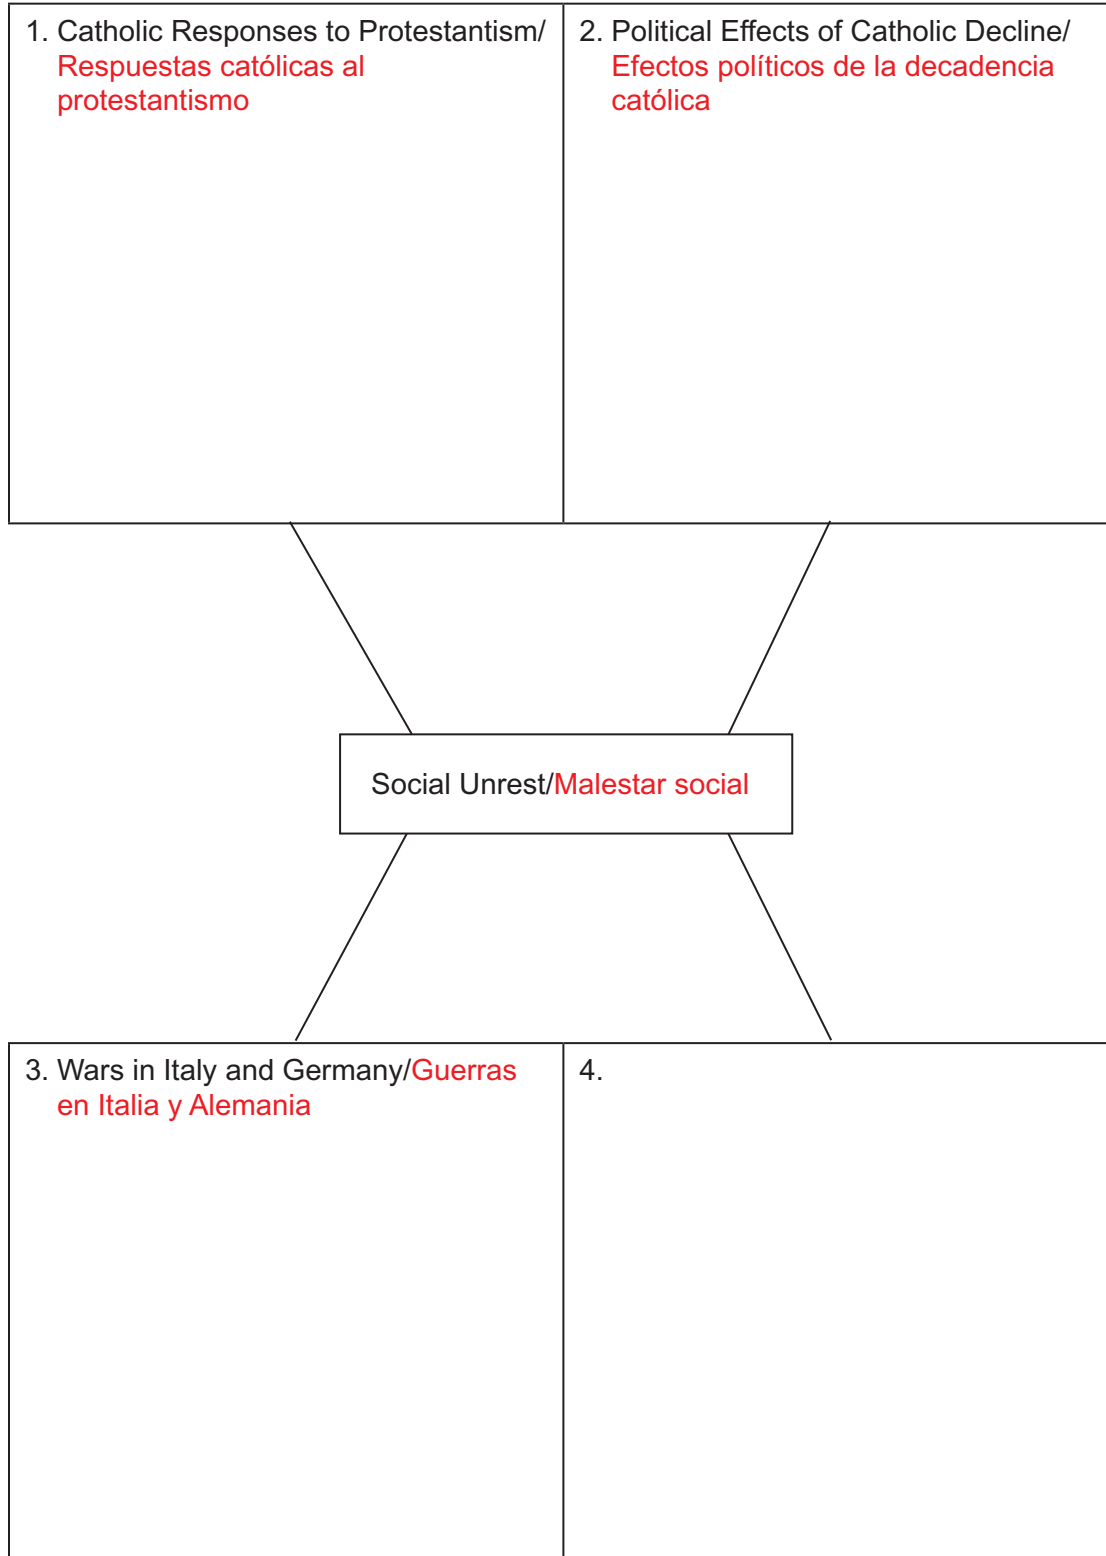 1. Catholic Responses to Protestantism/
Respuestas católicas al
protestantismo
2. Political Effects of Catholic Decline/
Efectos políticos de la decadencia
católica
Social Unrest/Malestar social
3. Wars in Italy and Germany/Guerras
en Italia y Alemania
4.